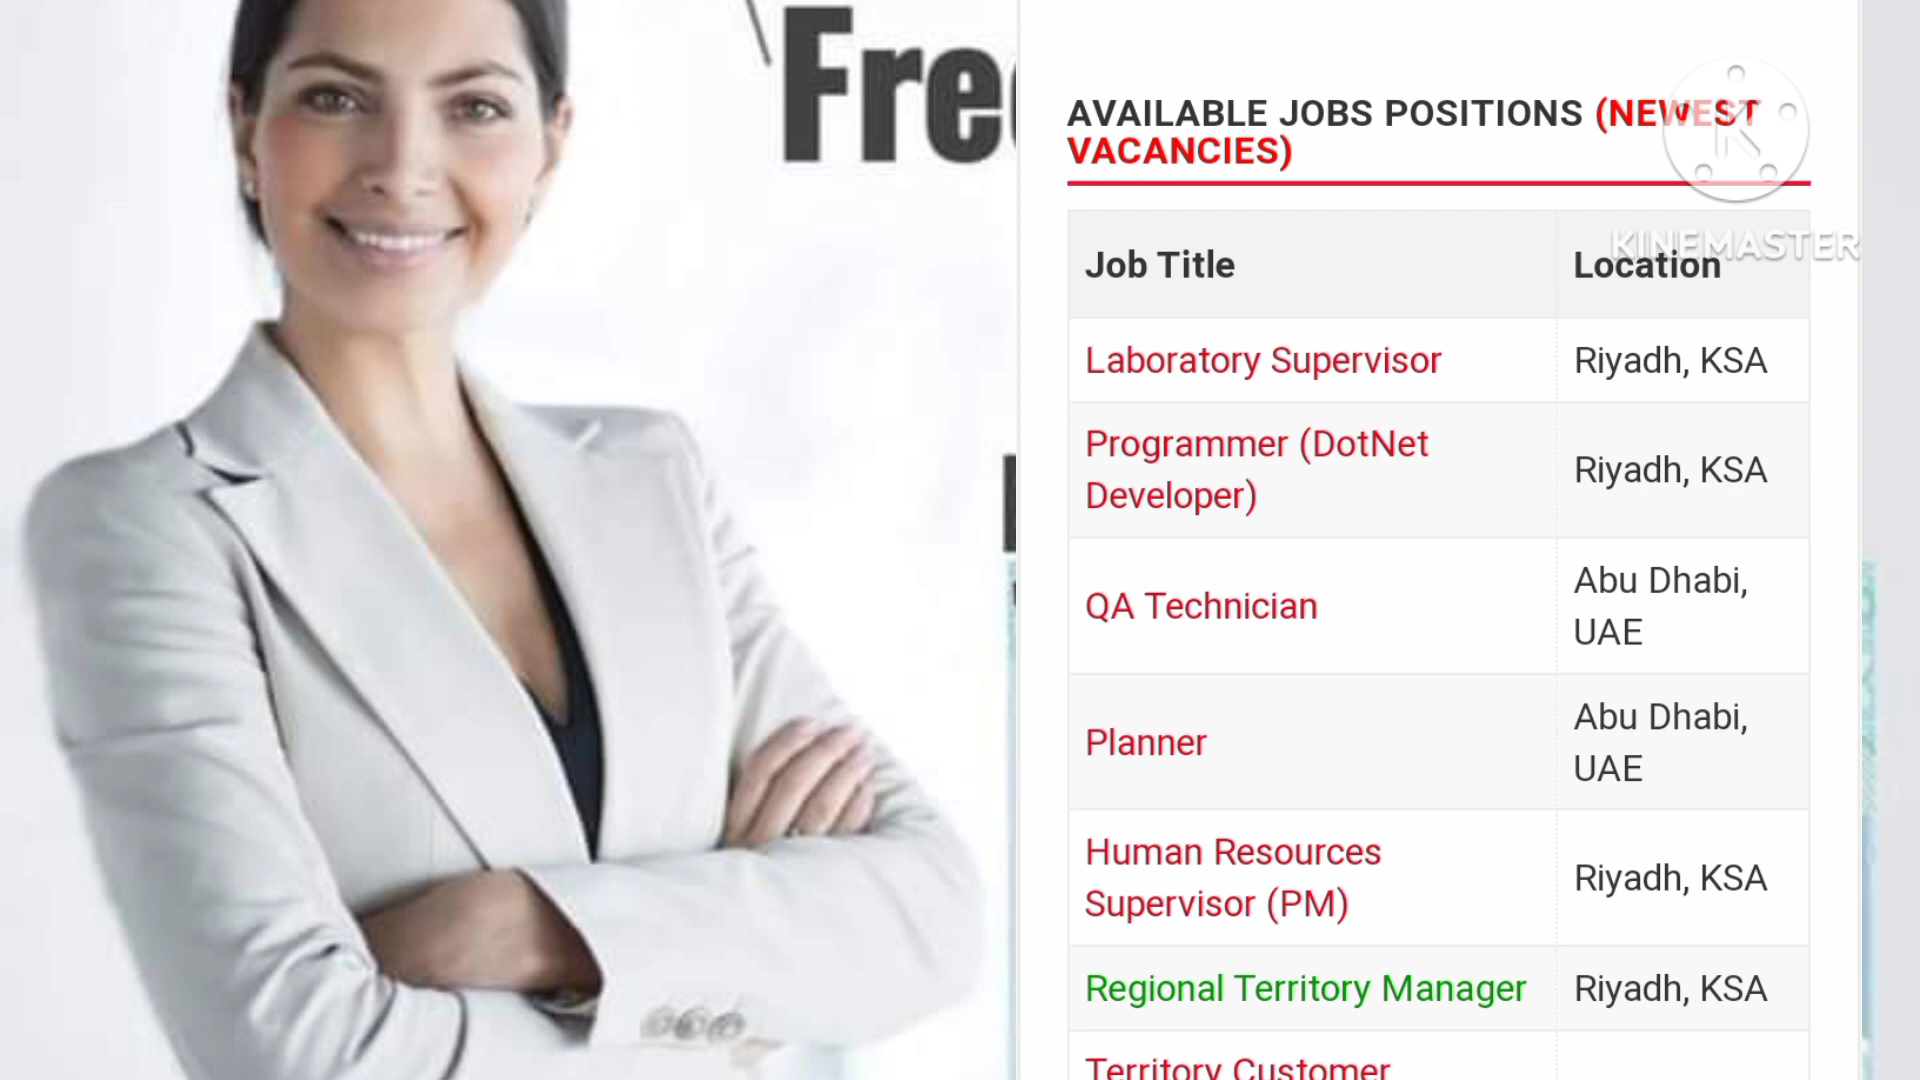 Fre
AVAILABLE JOBS POSITIONS (NEWEST
VACANCIES)
KINEMASTER
Job Title Location
Laboratory Supervisor Riyadh, KSA
Programmer (DotNet
Developer) Riyadh, KSA
QA Technician Abu Dhabi,
UAE
Planner Abu Dhabi,
UAE
Human Resources
Supervisor (PM) Riyadh, KSA
Regional Territory Manager Riyadh, KSA
Territory Customer